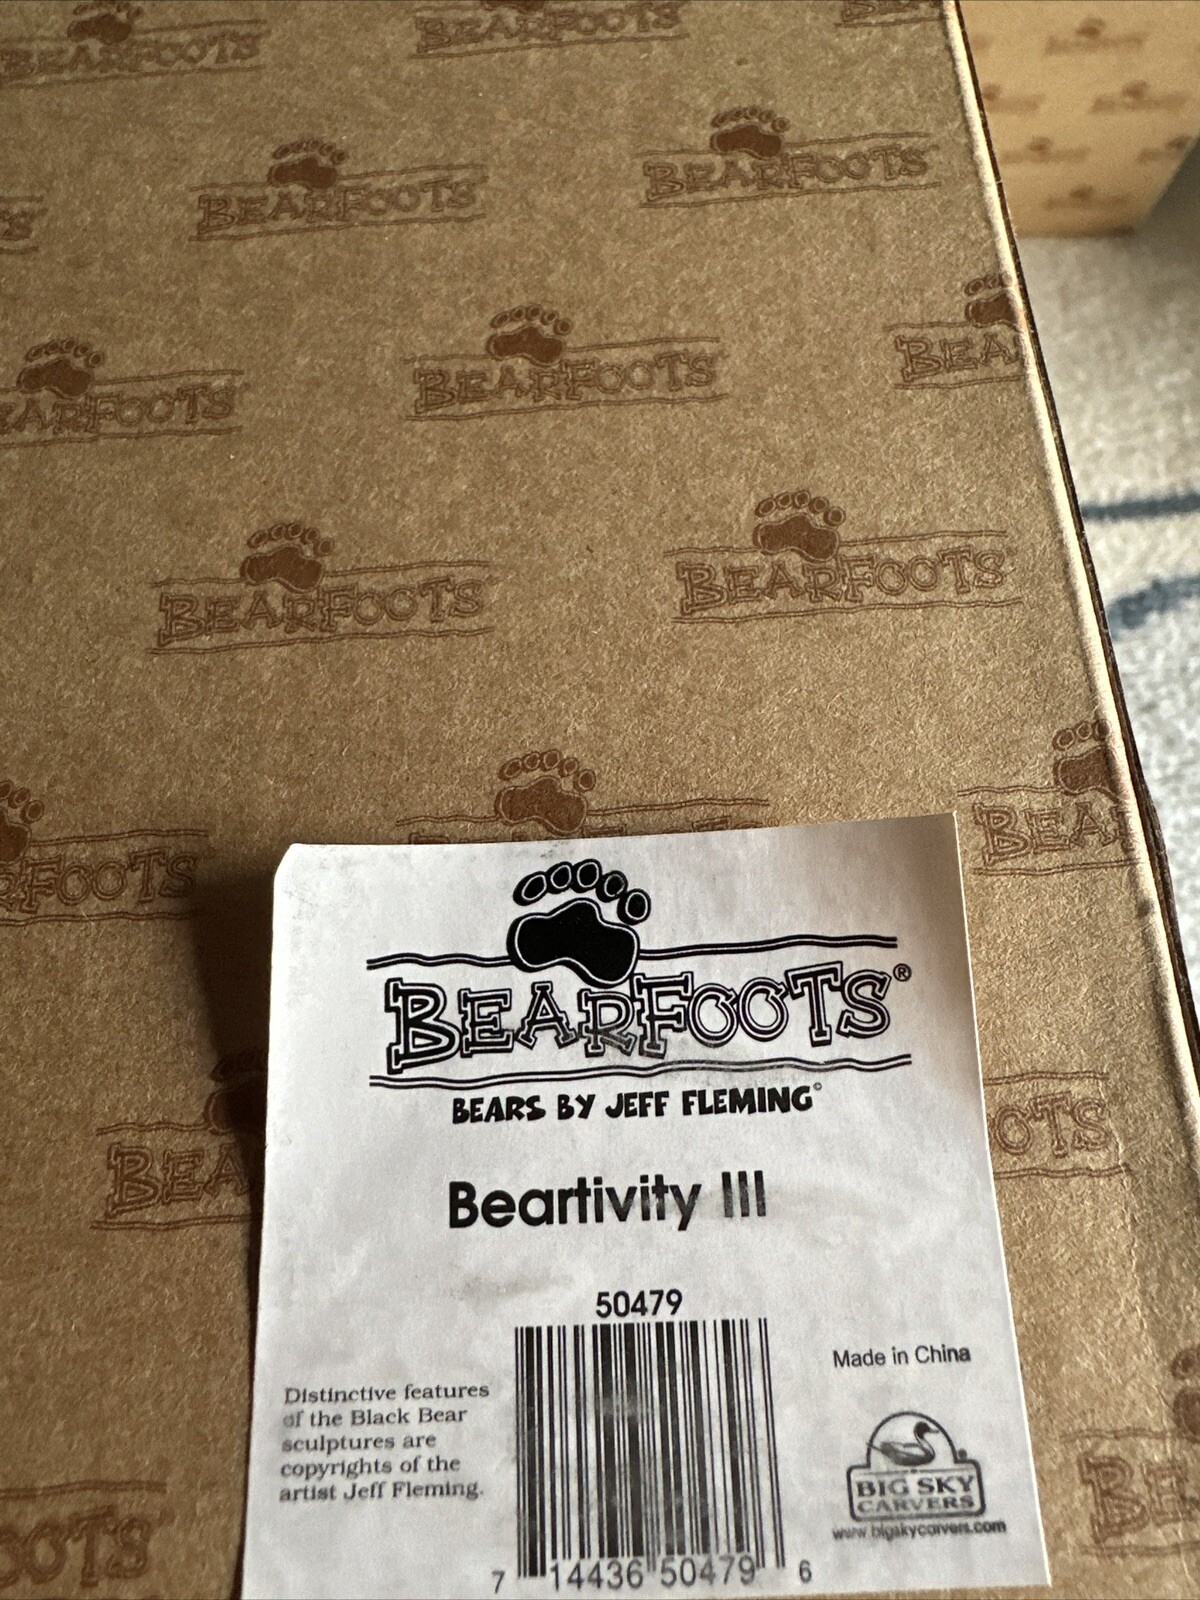 BEARFOOTS
BEARFOOTS
BEARFOOTS
BEARFOOTS
BEARFOOTS
BEARFOOTS
BEARFOOTS
BEARFOOTS®
BEARS BY JEFF FLEMING©
Beartivity III
50479
Made in China
Distinctive features
of the Black Bear
sculptures are
copyrights of the
artist Jeff Fleming.
BIG SKY
CARVERS
www.bigskycarvers.com
7 14436 50479 6